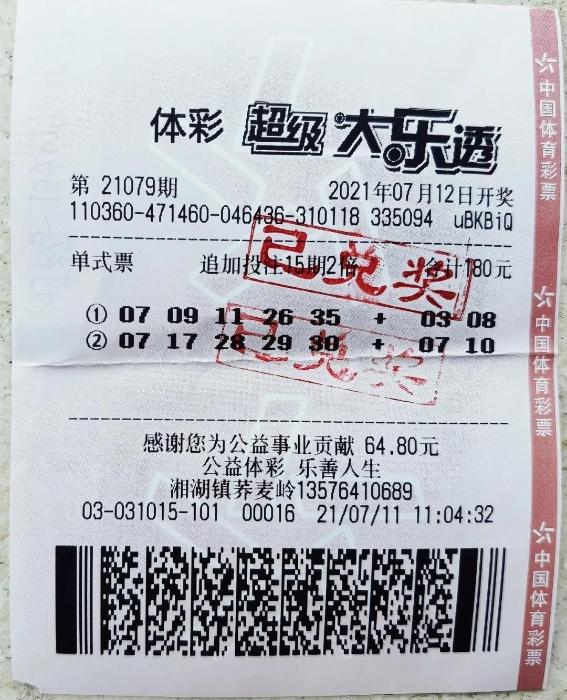 体彩 超级大乐透
第 21079期 2021年07月12日开奖
110360-471460-046436-310118 335094 uBKBiQ
已兑奖
单式票 追加投注15期2倍 合计180元
① 07 09 11 26 35 + 03 08
② 07 17 28 29 30 + 07 10
已兑奖
感谢您为公益事业贡献 64.80元
公益体彩 乐善人生
湘湖镇荞麦岭13576410689
03-031015-101 00016 21/07/11 11:04:32
中国体育彩票
中国体育彩票
中国体育彩票